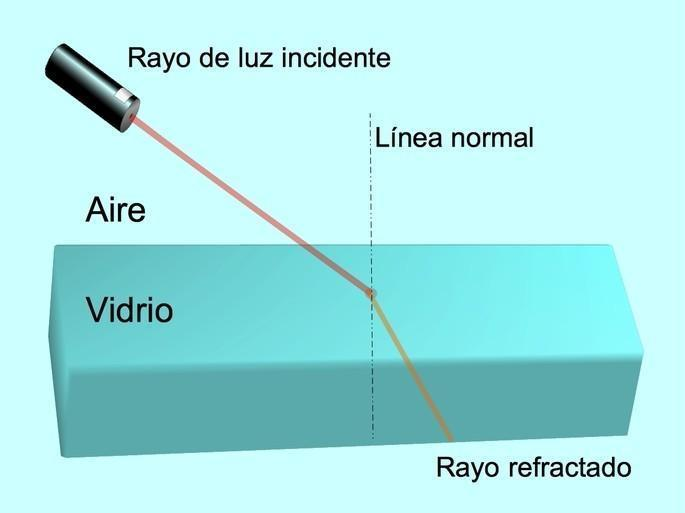 Rayo de luz incidente
Línea normal
Aire
Vidrio
Rayo refractado